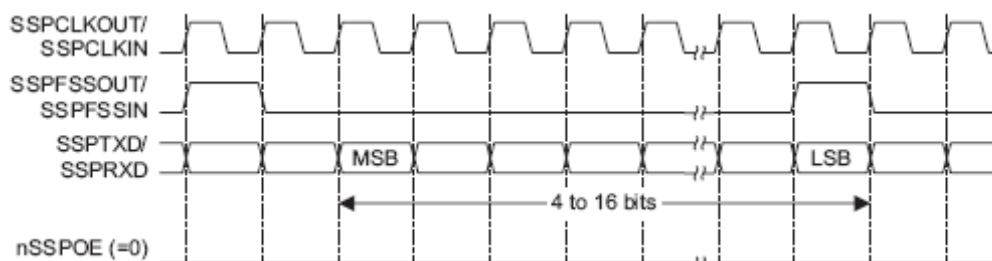 SSPCLKOUT/
SSPCLKIN
SSPFSSOUT/
SSPFSSIN
SSPTXD/
SSPRXD
MSB
LSB
4 to 16 bits
nSSPOE (=0)